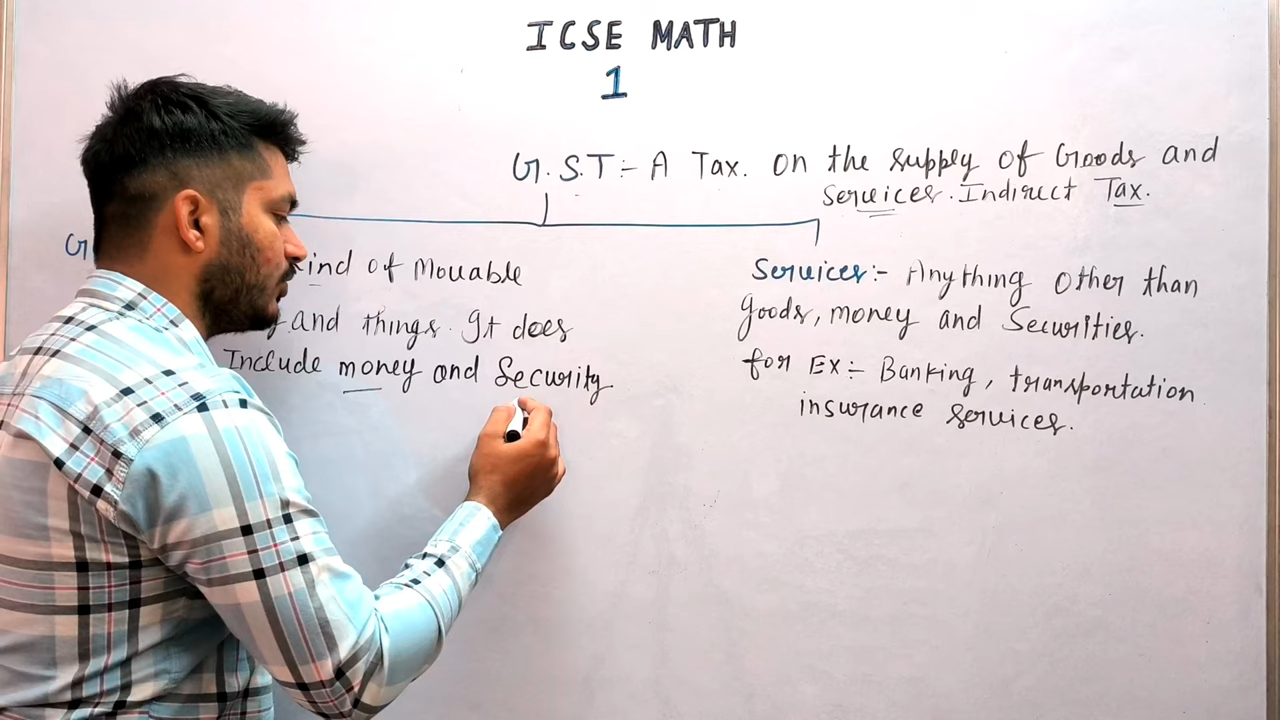 ICSE MATH
1
G.S.T:- A Tax. on the supply of Goods and
Services. Indirect Tax.
G
ind of Movable
and things. It does
Include money and Security
Services:- Anything other than
goods, money and Securities.
for Ex:- Banking, transportation
insurance services.